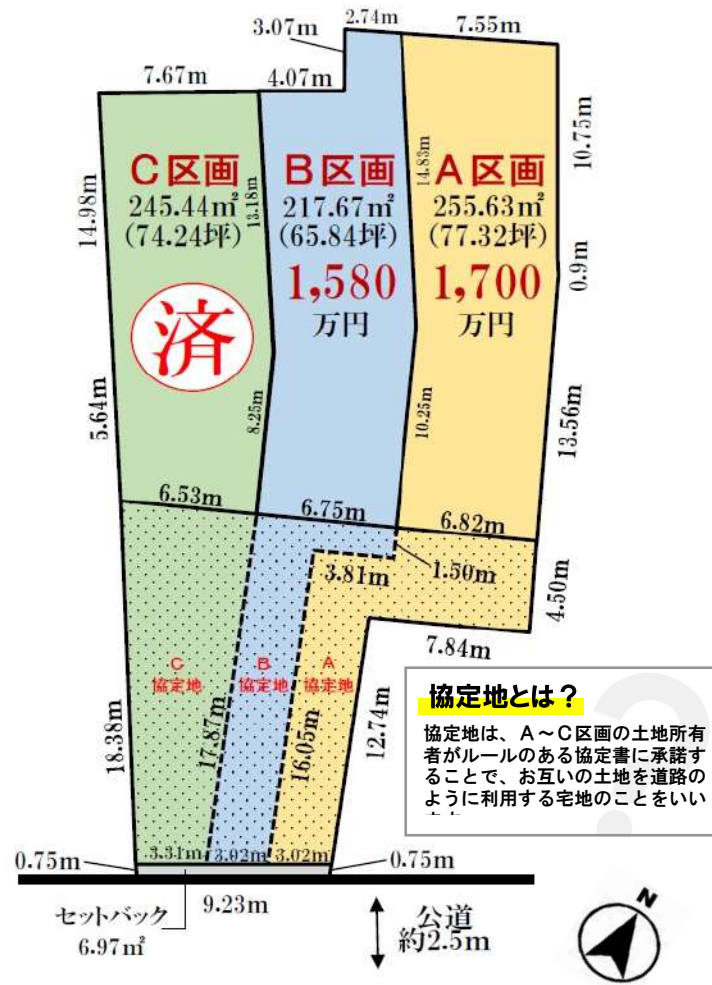 2.74m
7.55m
3.07m
7.67m
4.07m
10.75m
14.83m
C区画
245.44㎡
(74.24坪)
済
B区画
217.67㎡
(65.84坪)
1,580
万円
A区画
255.63㎡
(77.32坪)
1,700
万円
14.98m
13.18m
0.9m
5.64m
8.25m
10.25m
13.56m
6.53m
6.75m
6.82m
3.81m
1.50m
4.50m
7.84m
C
協定地
B
協定地
A
協定地
18.38m
17.87m
16.05m
12.74m
協定地とは？
協定地は、A～C区画の土地所有
者がルールのある協定書に承諾す
ることで、お互いの土地を道路の
ように利用する宅地のことをいい
0.75m
3.31m
3.02m
3.02m
0.75m
セットバック
6.97㎡
9.23m
公道
約2.5m
N